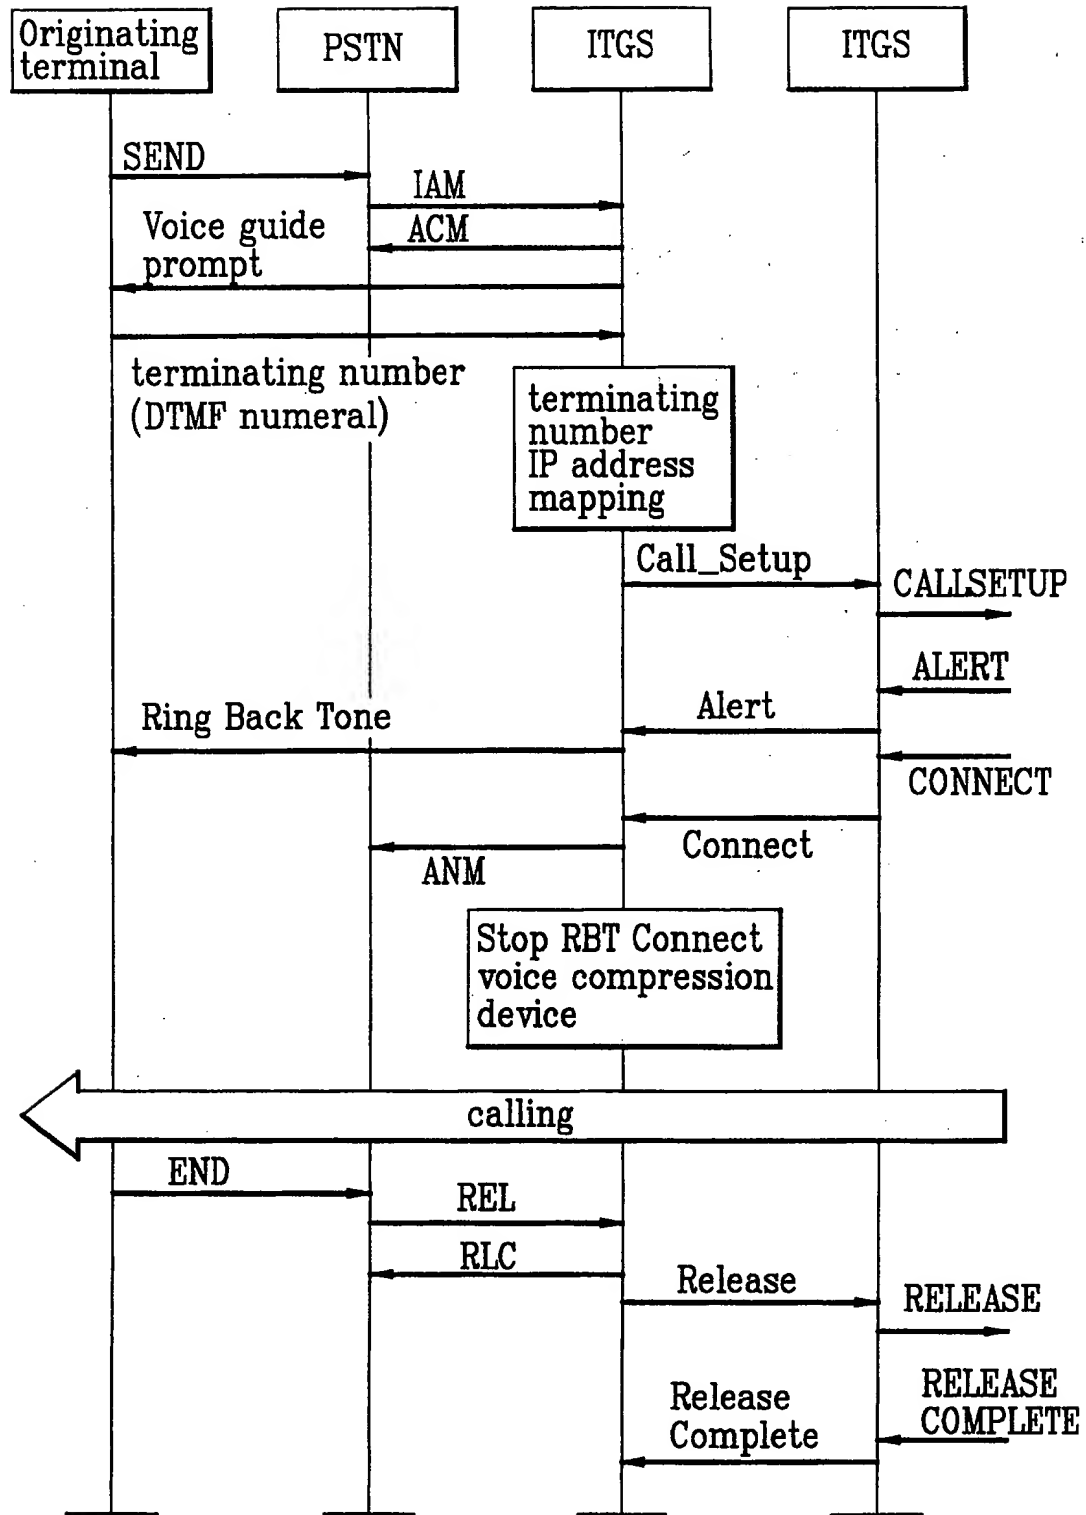 Originating
terminal
PSTN
ITGS
ITGS
SEND
IAM
ACM
Voice guide
prompt
terminating number
(DTMF numeral)
terminating
number
IP address
mapping
Call_Setup
CALLSETUP
ALERT
Alert
Ring Back Tone
CONNECT
Connect
ANM
Stop RBT Connect
voice compression
device
calling
END
REL
RLC
Release
RELEASE
RELEASE
COMPLETE
Release
Complete